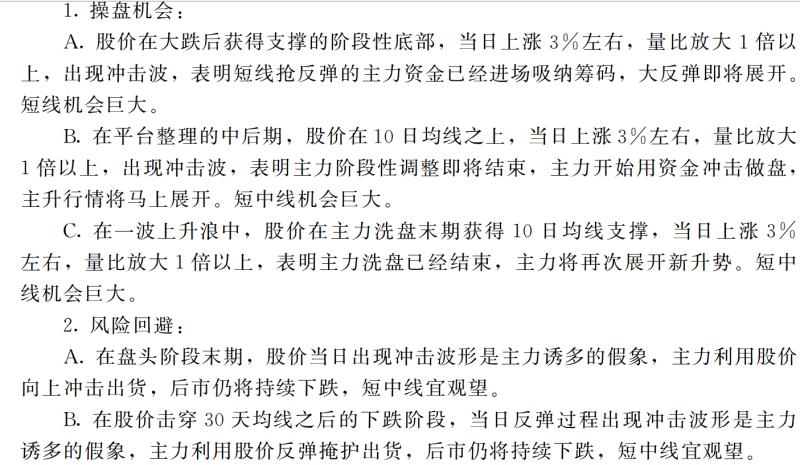 1. 操盘机会：
A. 股价在大跌后获得支撑的阶段性底部，当日上涨 3％左右，量比放大 1 倍以
上，出现冲击波，表明短线抢反弹的主力资金已经进场吸纳筹码，大反弹即将展开。
短线机会巨大。
B. 在平台整理的中后期，股价在 10 日均线之上，当日上涨 3％左右，量比放大
1 倍以上，出现冲击波，表明主力阶段性调整即将结束，主力开始用资金冲击做盘，
主升行情将马上展开。短中线机会巨大。
C. 在一波上升浪中，股价在主力洗盘末期获得 10 日均线支撑，当日上涨 3％
左右，量比放大 1 倍以上，表明主力洗盘已经结束，主力将再次展开新升势。短中
线机会巨大。
2. 风险回避：
A. 在盘头阶段末期，股价当日出现冲击波形是主力诱多的假象，主力利用股价
向上冲击出货，后市仍将持续下跌，短中线宜观望。
B. 在股价击穿 30 天均线之后的下跌阶段，当日反弹过程出现冲击波形是主力
诱多的假象，主力利用股价反弹掩护出货，后市仍将持续下跌，短中线宜观望。